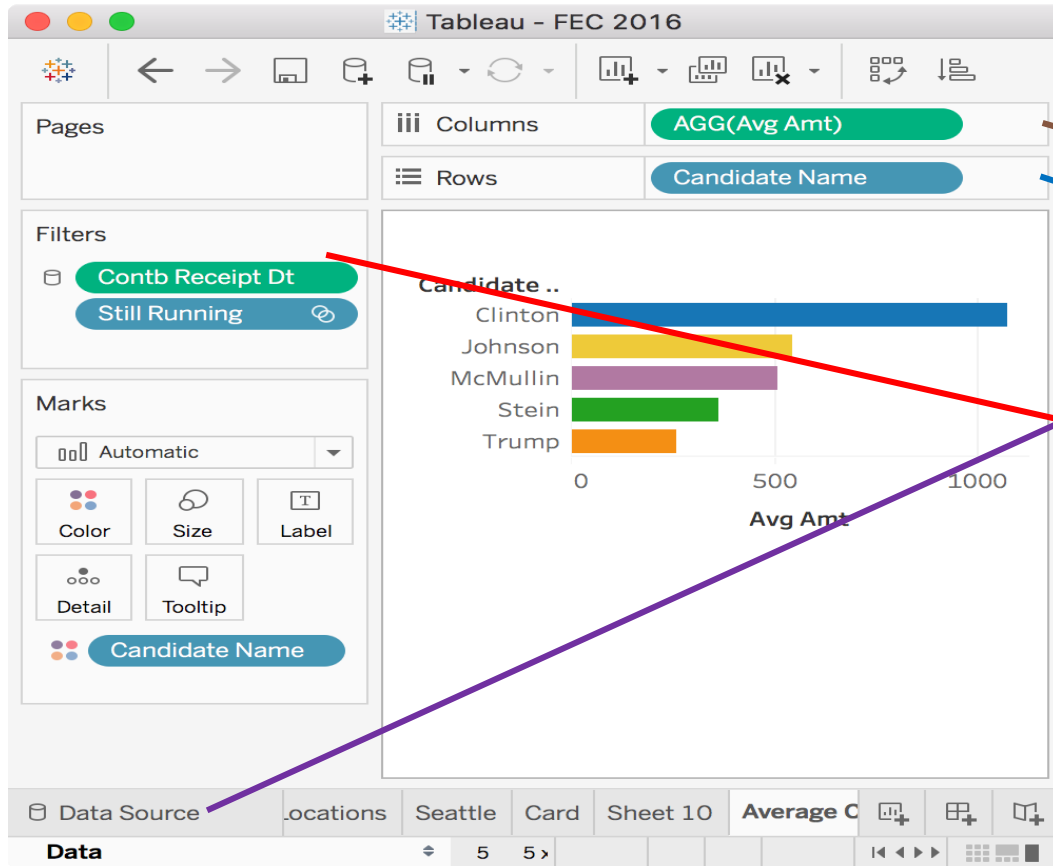 Tableau - FEC 2016
Pages
Columns
AGG(Avg Amt)
Rows
Candidate Name
Filters
Contb Receipt Dt
Still Running
Candidate ..
Clinton
Johnson
McMullin
Stein
Trump
0 500 1000
Avg Amt
Marks
Automatic
Color Size T Label
Detail Tooltip
Candidate Name
Data Source ocations Seattle Card Sheet 10 Average C
Data 5 5 x